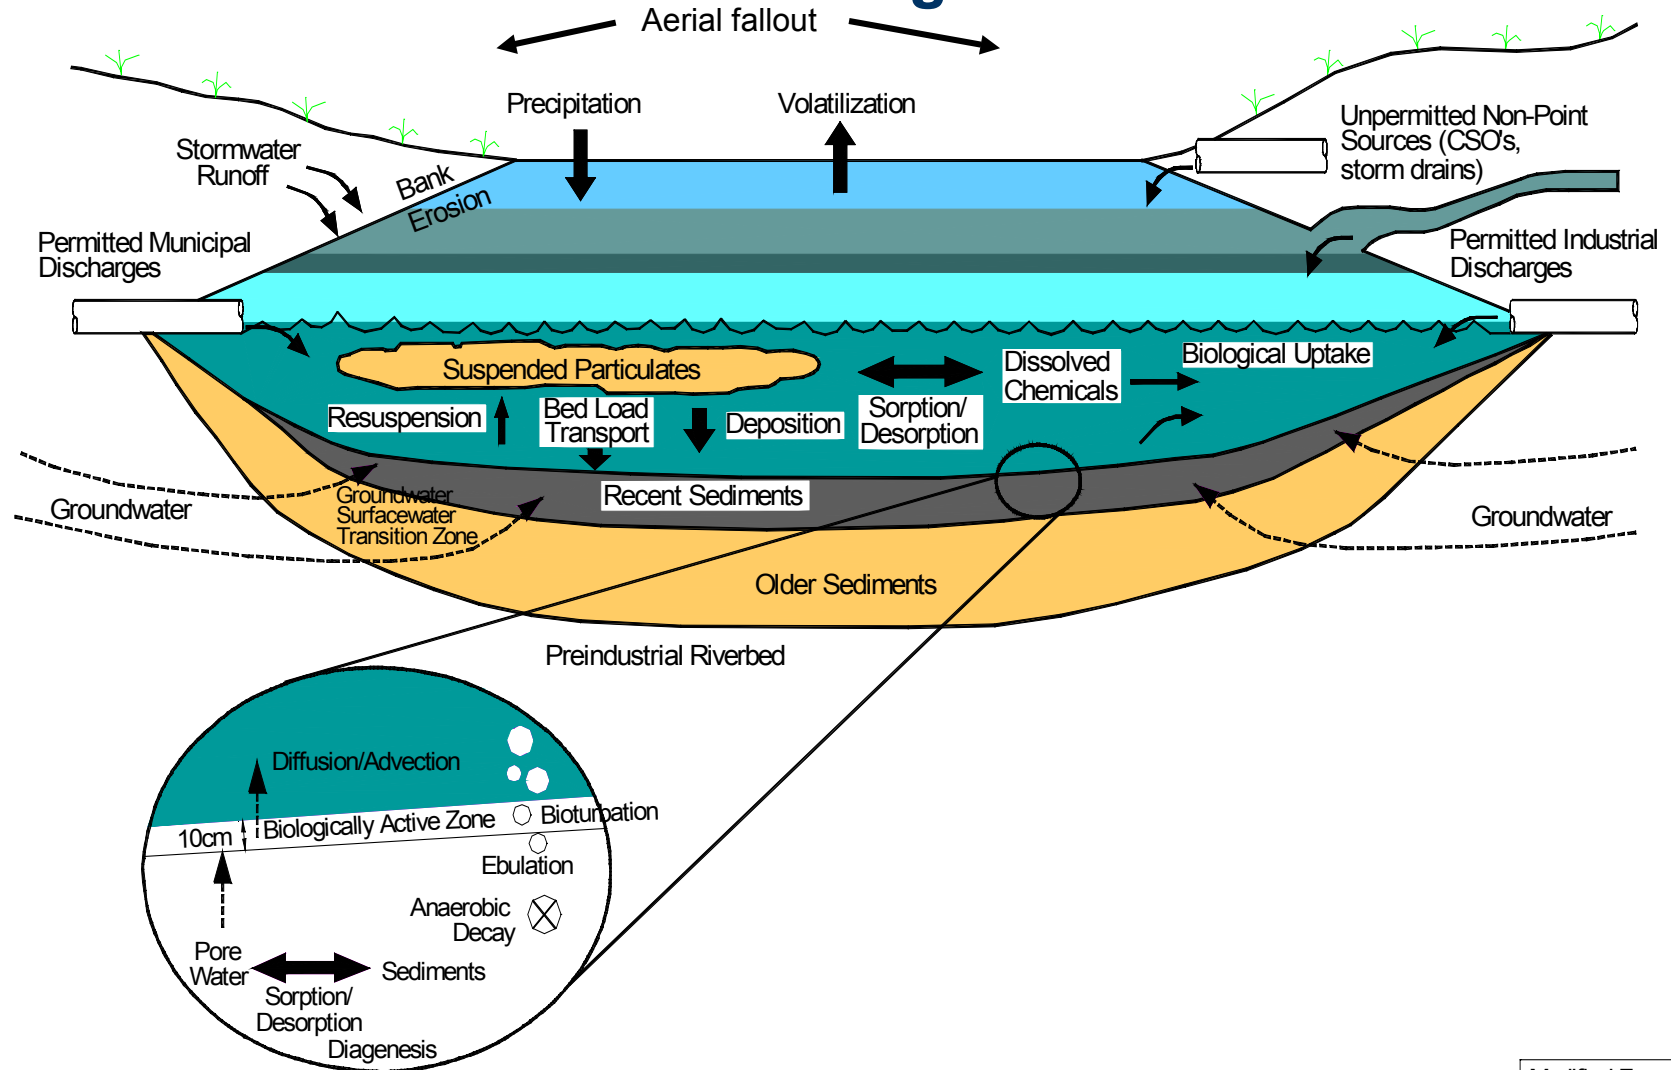 Aerial fallout
Precipitation
Volatilization
Unpermitted Non-Point
Sources (CSO's,
storm drains)
Stormwater
Runoff
Bank
Erosion
Permitted Municipal
Discharges
Permitted Industrial
Discharges
Suspended Particulates
Dissolved
Chemicals
Biological Uptake
Resuspension
Bed Load
Transport
Deposition
Sorption/
Desorption
Recent Sediments
Groundwater
Groundwater
Surfacewater
Transition Zone
Groundwater
Older Sediments
Preindustrial Riverbed
Diffusion/Advection
10cm
Biologically Active Zone
Bioturbation
Ebulation
Anaerobic
Decay
Pore
Water
Sediments
Sorption/
Desorption
Diagenesis